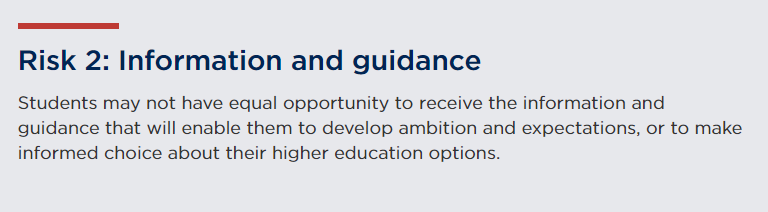 Risk 2: Information and guidance
Students may not have equal opportunity to receive the information and
guidance that will enable them to develop ambition and expectations, or to make
informed choice about their higher education options.